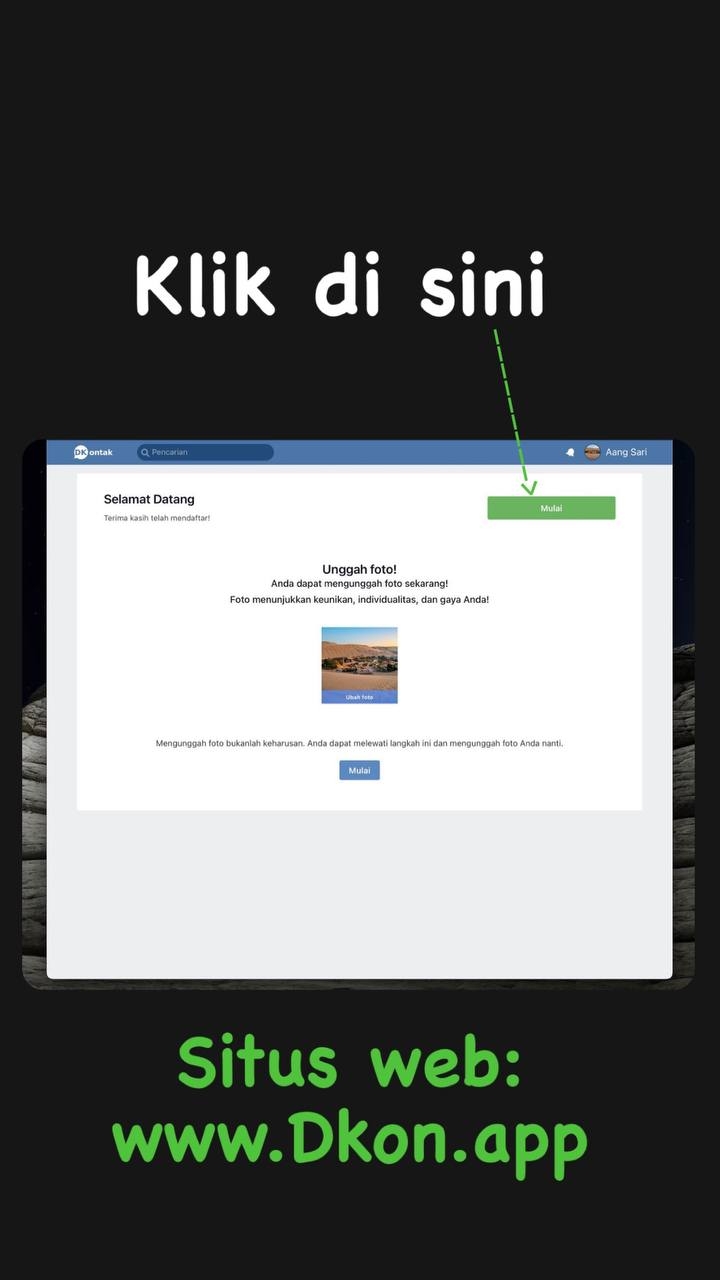 Klik di sini
DKontak
Pencarian
Aang Sari
Selamat Datang
Terima kasih telah mendaftar!
Mulai
Unggah foto!
Anda dapat mengunggah foto sekarang!
Foto menunjukkan keunikan, individualitas, dan gaya Anda!
Ubah foto
Mengunggah foto bukanlah keharusan. Anda dapat melewati langkah ini dan mengunggah foto Anda nanti.
Mulai
Situs web:
www.Dkon.app